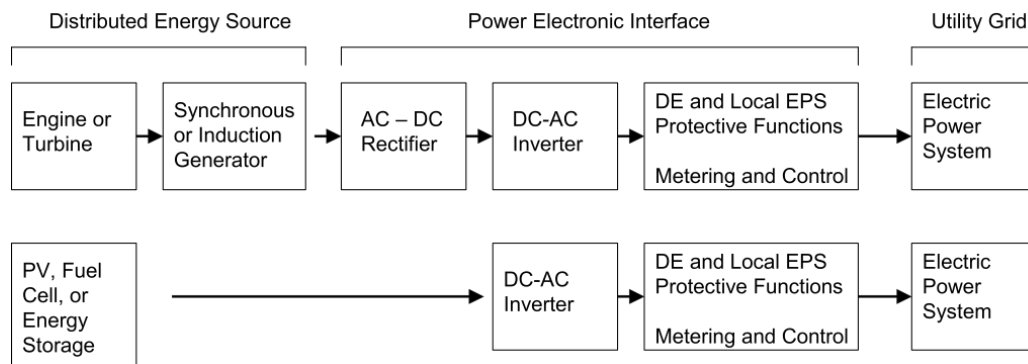 Distributed Energy Source
Power Electronic Interface
Utility Grid
Engine or
Turbine
Synchronous
or Induction
Generator
AC – DC
Rectifier
DC-AC
Inverter
DE and Local EPS
Protective Functions
Metering and Control
Electric
Power
System
PV, Fuel
Cell, or
Energy
Storage
DC-AC
Inverter
DE and Local EPS
Protective Functions
Metering and Control
Electric
Power
System